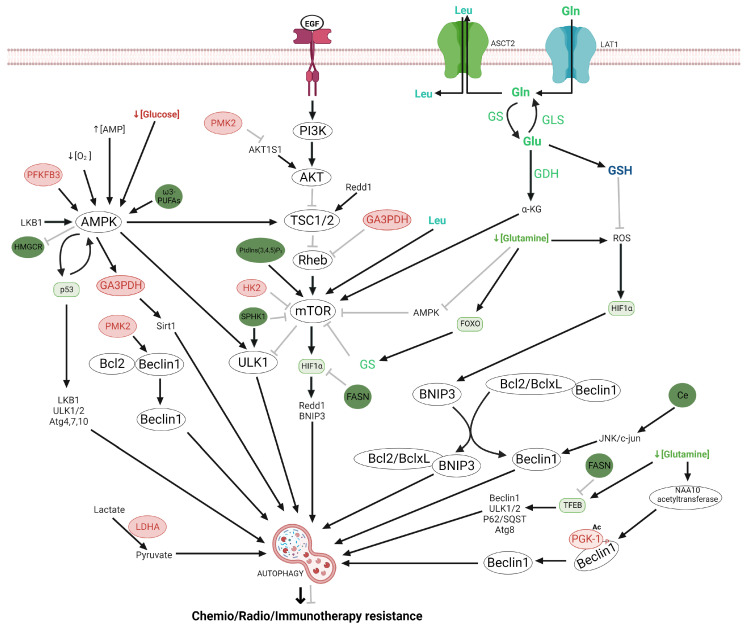 EGF
Leu
Gln
ASCT2
LAT1
Leu
Gln
GS
GLS
Glu
GDH
GSH
α-KG
↓[Glucose]
↑[AMP]
↓[O₂]
PFKFB3
ω3-
PUFAs
LKB1
AMPK
HMGCR
p53
GA3PDH
Sirt1
PMK2
Bcl2
Beclin1
Beclin1
LKB1
ULK1/2
Atg4,7,10
PMK2
AKT1S1
PI3K
AKT
Redd1
TSC1/2
GA3PDH
Rheb
PtdIns(3,4,5)P₃
HK2
SPHK1
mTOR
ULK1
HIF1α
FASN
Redd1
BNIP3
Leu
↓[Glutamine]
ROS
AMPK
FOXO
GS
HIF1α
BNIP3
Bcl2/BclxL
Beclin1
Bcl2/BclxL
BNIP3
Beclin1
Ce
JNK/c-jun
↓[Glutamine]
FASN
TFEB
NAA10
acetyltransferase
Beclin1
ULK1/2
P62/SQST
Atg8
Ac
PGK-1
P
Beclin1
Beclin1
Lactate
LDHA
Pyruvate
AUTOPHAGY
Chemio/Radio/Immunotherapy resistance